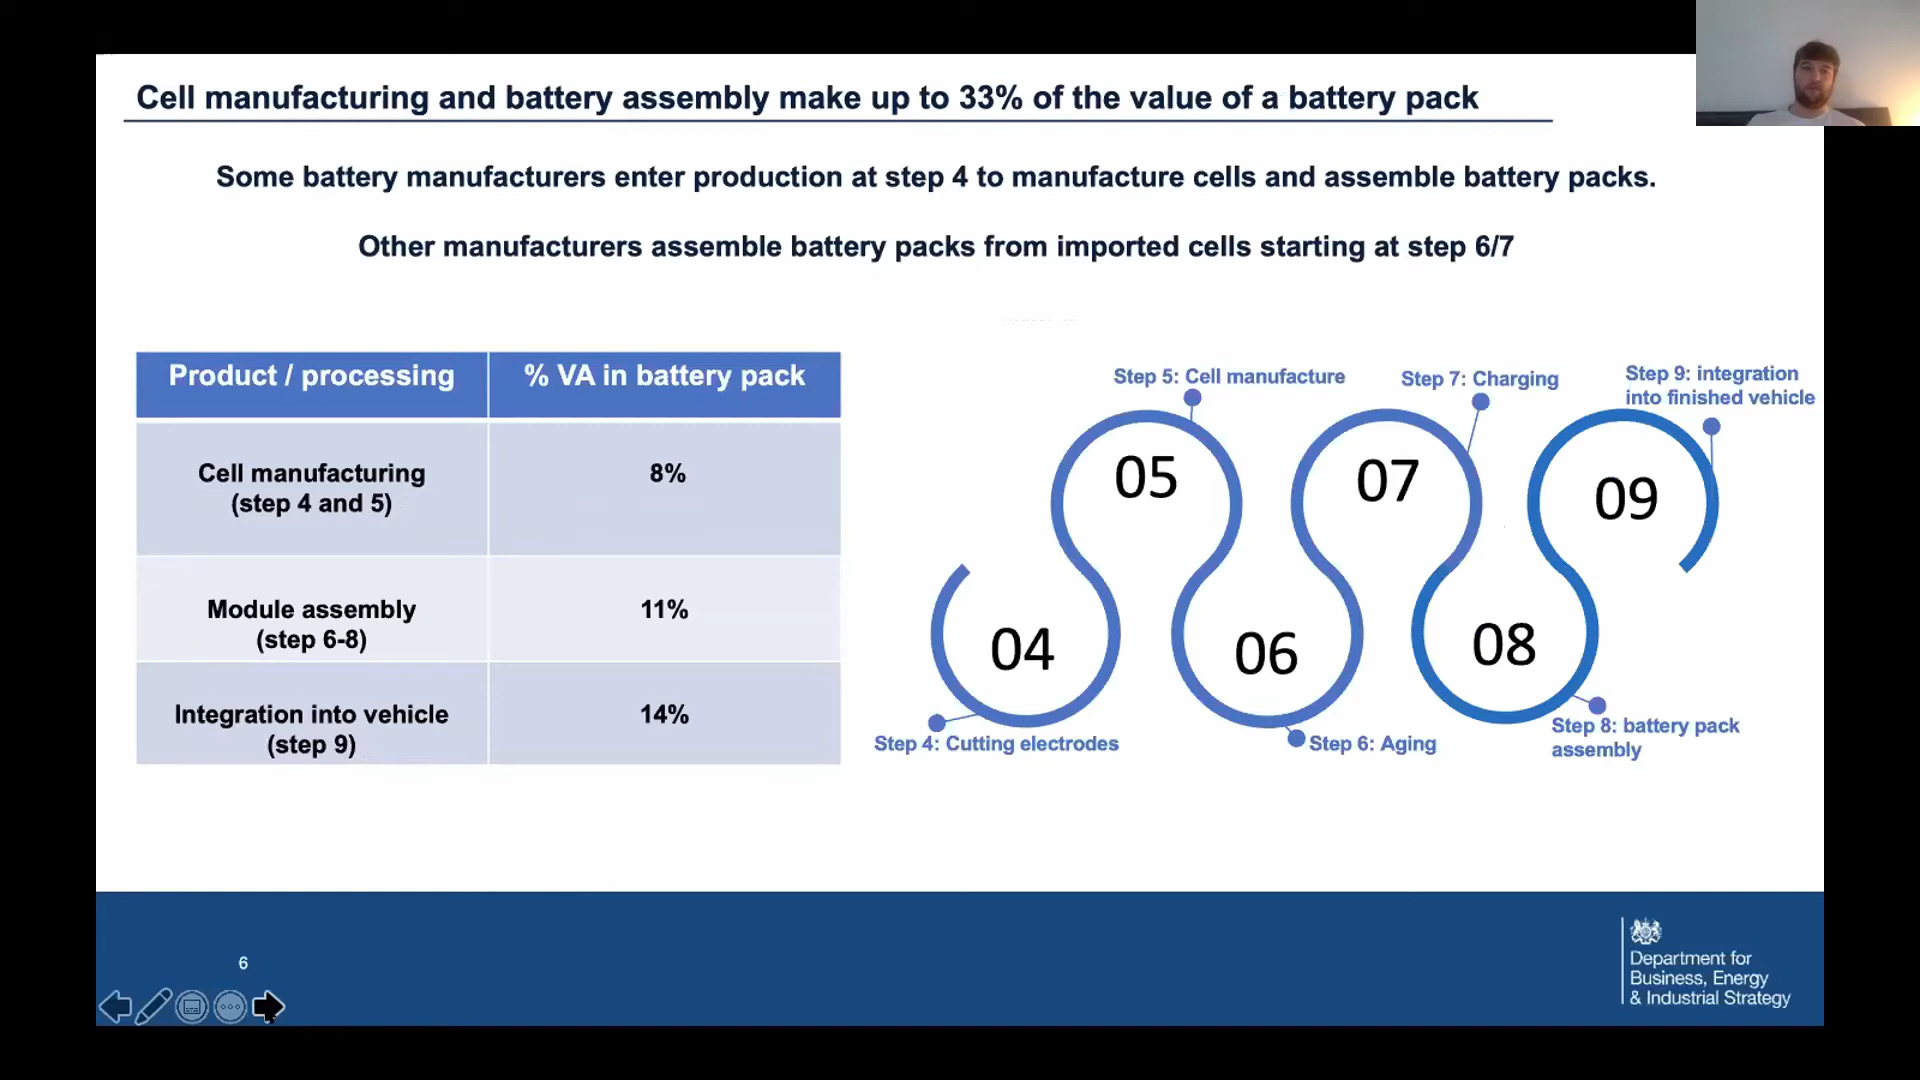 Cell manufacturing and battery assembly make up to 33% of the value of a battery pack
Some battery manufacturers enter production at step 4 to manufacture cells and assemble battery packs.
Other manufacturers assemble battery packs from imported cells starting at step 6/7
Product / processing
% VA in battery pack
Cell manufacturing
(step 4 and 5)
8%
Module assembly
(step 6-8)
11%
Integration into vehicle
(step 9)
14%
Step 5: Cell manufacture
Step 7: Charging
Step 9: integration
into finished vehicle
05
07
09
04
06
08
Step 4: Cutting electrodes
Step 6: Aging
Step 8: battery pack
assembly
6
Department for
Business, Energy
& Industrial Strategy